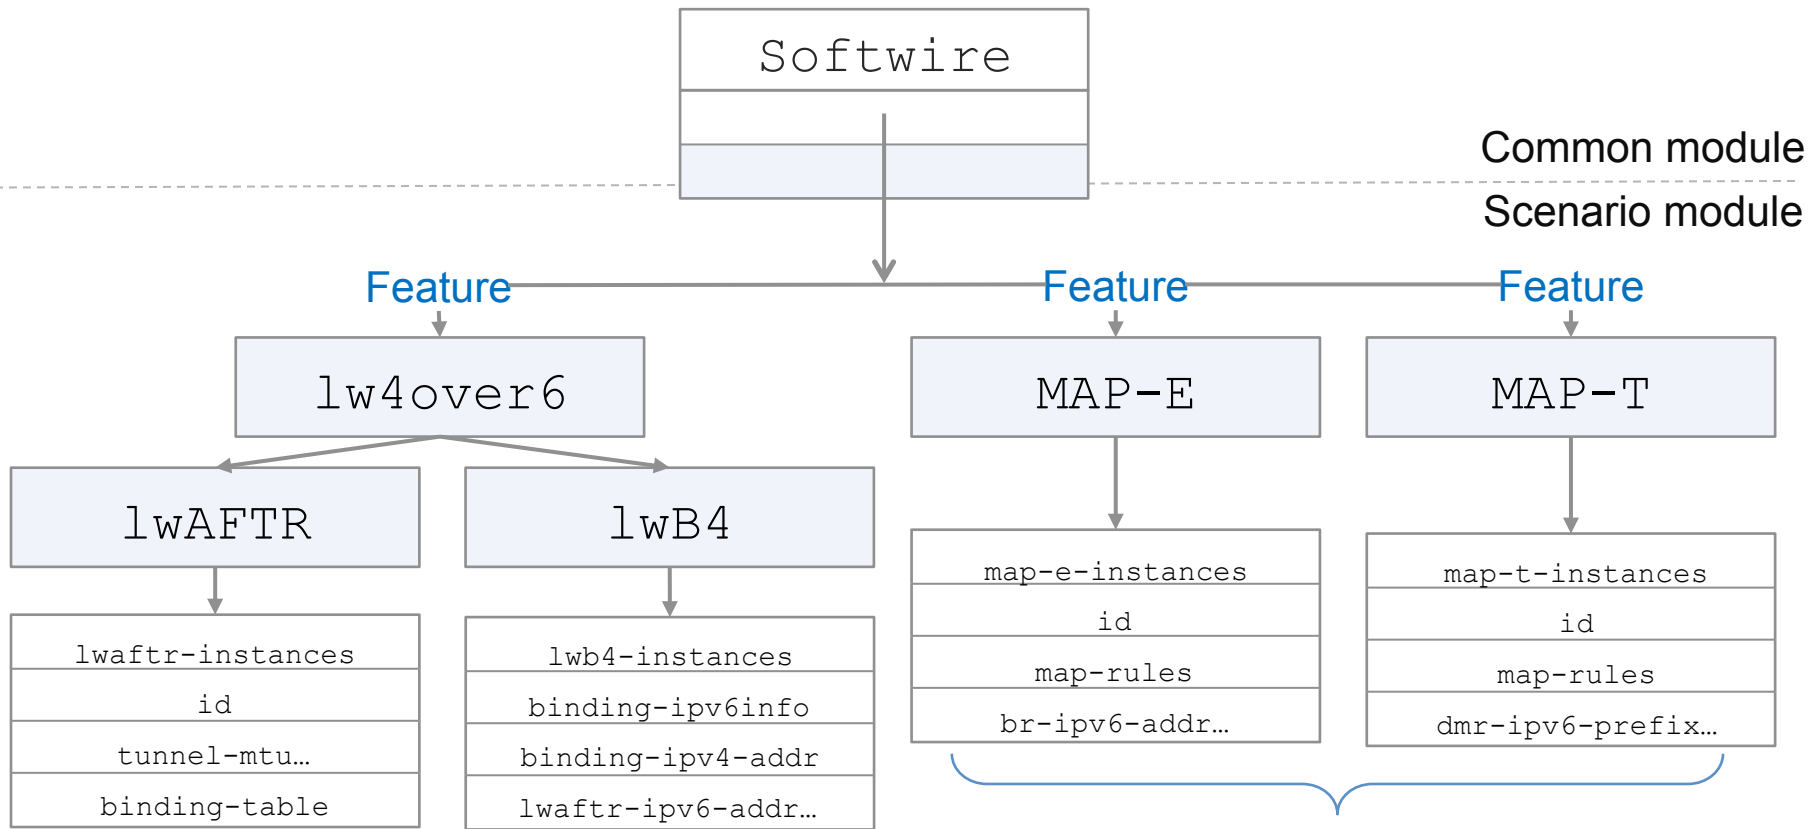 Softwire
Common module
Scenario module
Feature
Feature
Feature
lw4over6
MAP-E
MAP-T
lwAFTR
lwB4
lwaftr-instances
id
tunnel-mtu…
binding-table
lwb4-instances
binding-ipv6info
binding-ipv4-addr
lwaftr-ipv6-addr…
map-e-instances
id
map-rules
br-ipv6-addr…
map-t-instances
id
map-rules
dmr-ipv6-prefix…